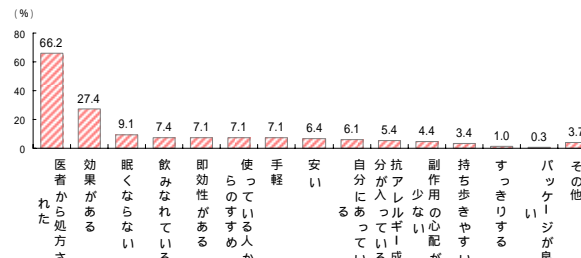 (%)
80
60
40
20
0
66.2
27.4
9.1
7.4
7.1
7.1
7.1
6.4
6.1
5.4
4.4
3.4
1.0
0.3
3.7
医者から処方さ
れた
効果がある
眠くならない
飲みなれている
即効性がある
使っている人か
らのすすめ
手軽
安い
自分にあってい
る
抗アレルギー成
分が入っている
副作用の心配が
少ない
持ち歩きやすい
すっきりする
パッケージが良
い
その他